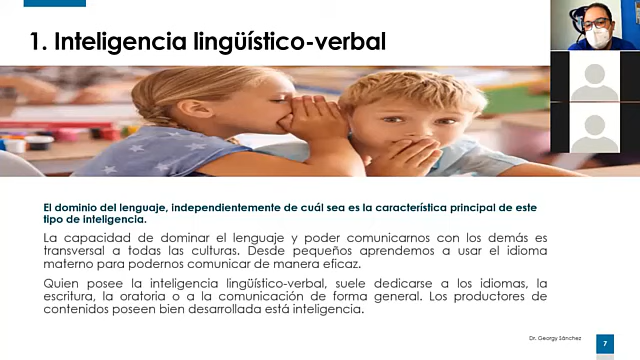 1. Inteligencia lingüístico-verbal
El dominio del lenguaje, independientemente de cuál sea es la característica principal de este
tipo de inteligencia.
La capacidad de dominar el lenguaje y poder comunicarnos con los demás es
transversal a todas las culturas. Desde pequeños aprendemos a usar el idioma
materno para podernos comunicar de manera eficaz.
Quien posee la inteligencia lingüístico-verbal, suele dedicarse a los idiomas, la
escritura, la oratoria o a la comunicación de forma general. Los productores de
contenidos poseen bien desarrollada está inteligencia.
Dr. Georgy Sánchez
7